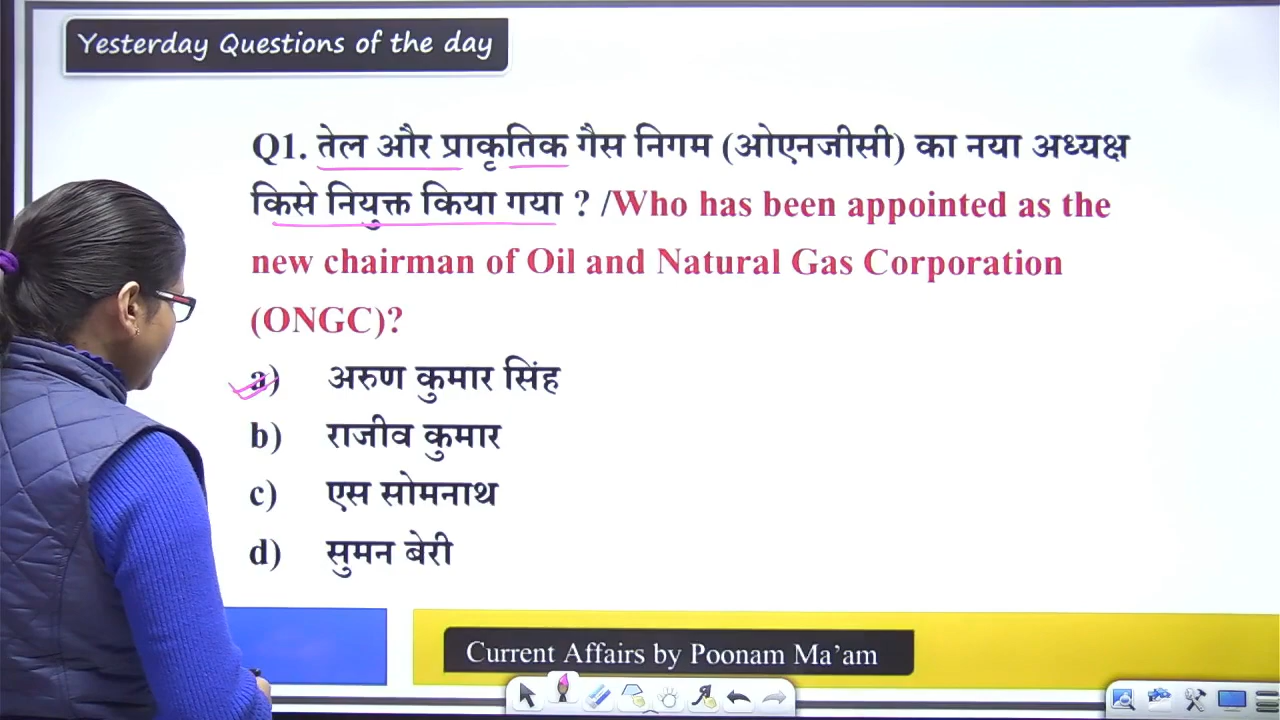 Yesterday Questions of the day
Q1. तेल और प्राकृतिक गैस निगम (ओएनजीसी) का नया अध्यक्ष
किसे नियुक्त किया गया ? /Who has been appointed as the
new chairman of Oil and Natural Gas Corporation
(ONGC)?
a) अरुण कुमार सिंह
b) राजीव कुमार
c) एस सोमनाथ
d) सुमन बेरी
Current Affairs by Poonam Ma'am